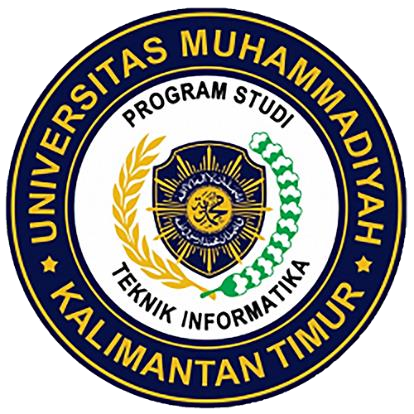 UNIVERSITAS MUHAMMADIYAH
KALIMANTAN TIMUR
PROGRAM STUDI
TEKNIK INFORMATIKA